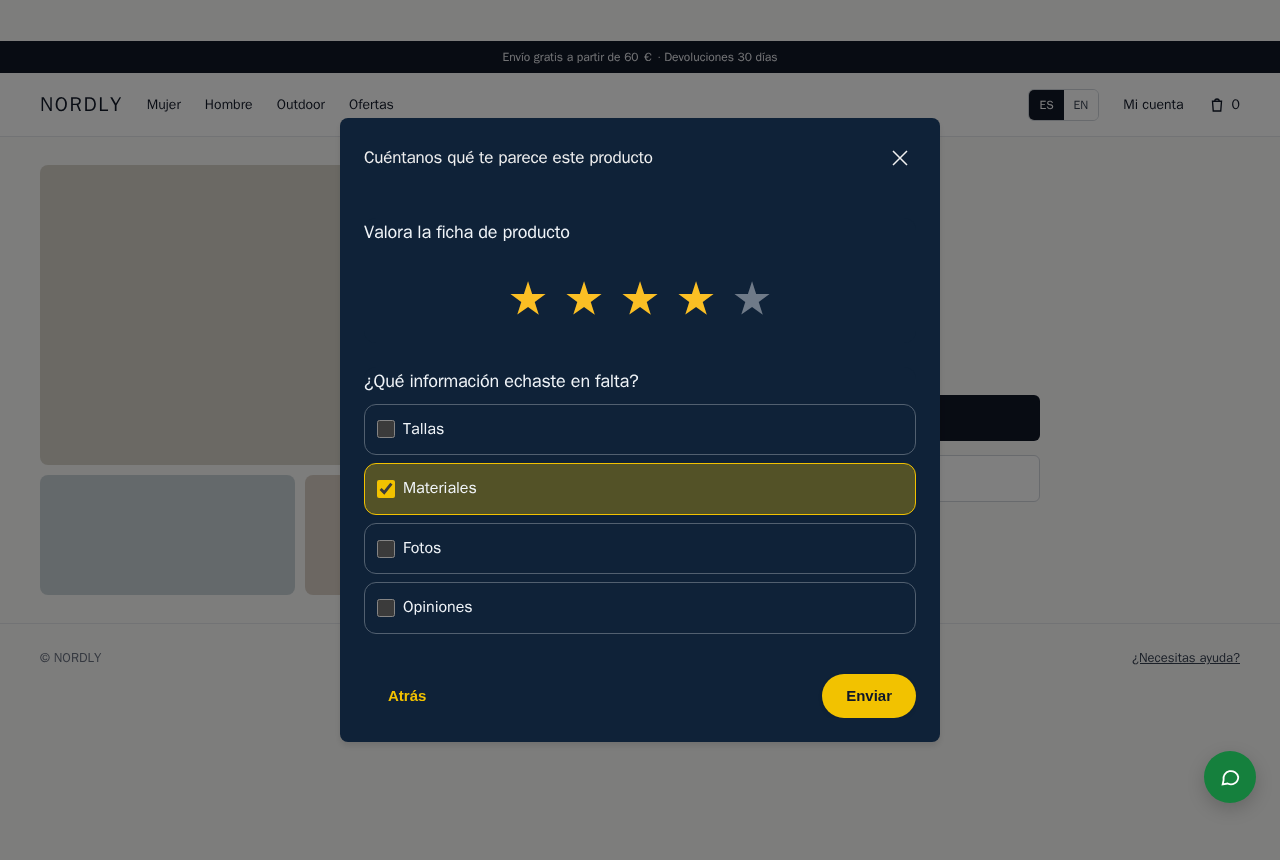 Envío gratis a partir de 60 € · Devoluciones 30 días
NORDLY Mujer Hombre Outdoor Ofertas ES EN Mi cuenta 0
Cuéntanos qué te parece este producto
Valora la ficha de producto
¿Qué información echaste en falta?
Tallas
Materiales
Fotos
Opiniones
Atrás Enviar
© NORDLY ¿Necesitas ayuda?